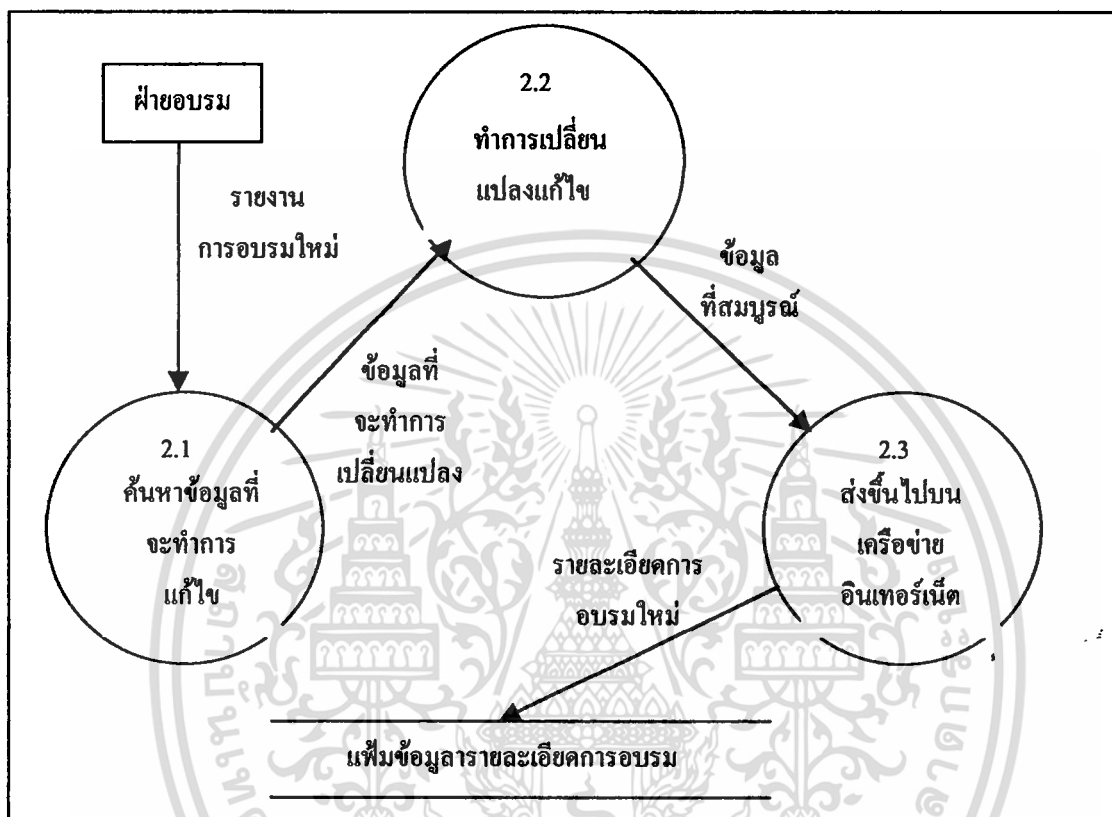 ฝ่ายอบรม
รายงาน
การอบรมใหม่
2.2
ทำการเปลี่ยน
แปลงแก้ไข
ข้อมูล
ที่สมบูรณ์
ข้อมูลที่
จะทำการ
เปลี่ยนแปลง
2.1
ค้นหาข้อมูลที่
จะทำการ
แก้ไข
2.3
ส่งขึ้นไปบน
เครือข่าย
อินเทอร์เน็ต
รายละเอียดการ
อบรมใหม่
แฟ้มข้อมูลารายละเอียดการอบรม